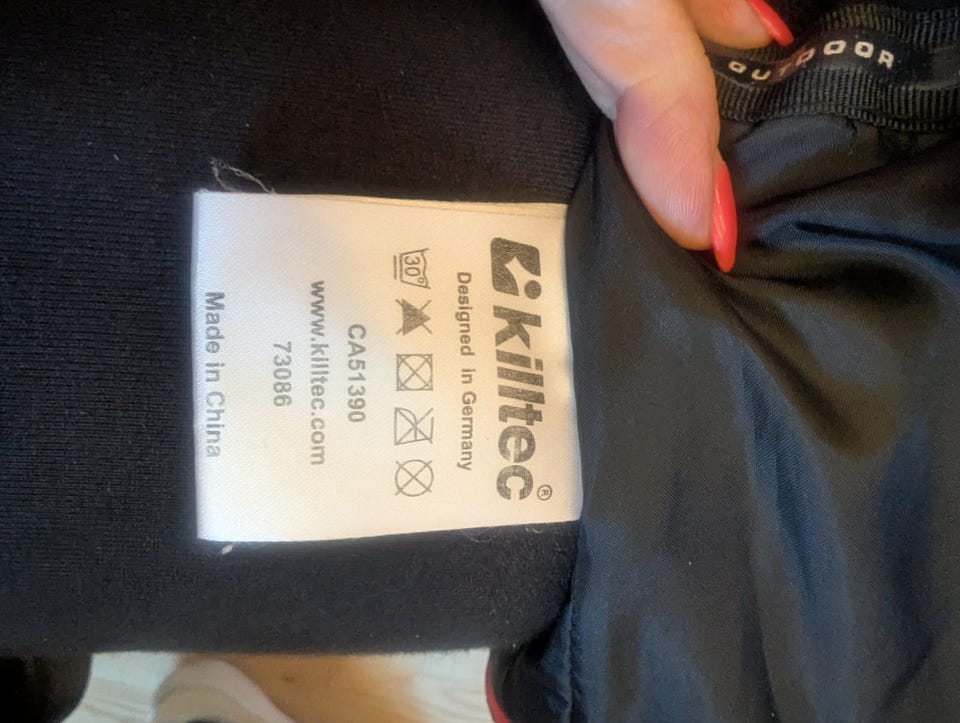 OUTDOOR
killtec®
Designed in Germany
30°
CA51390
www.killtec.com
73086
Made in China